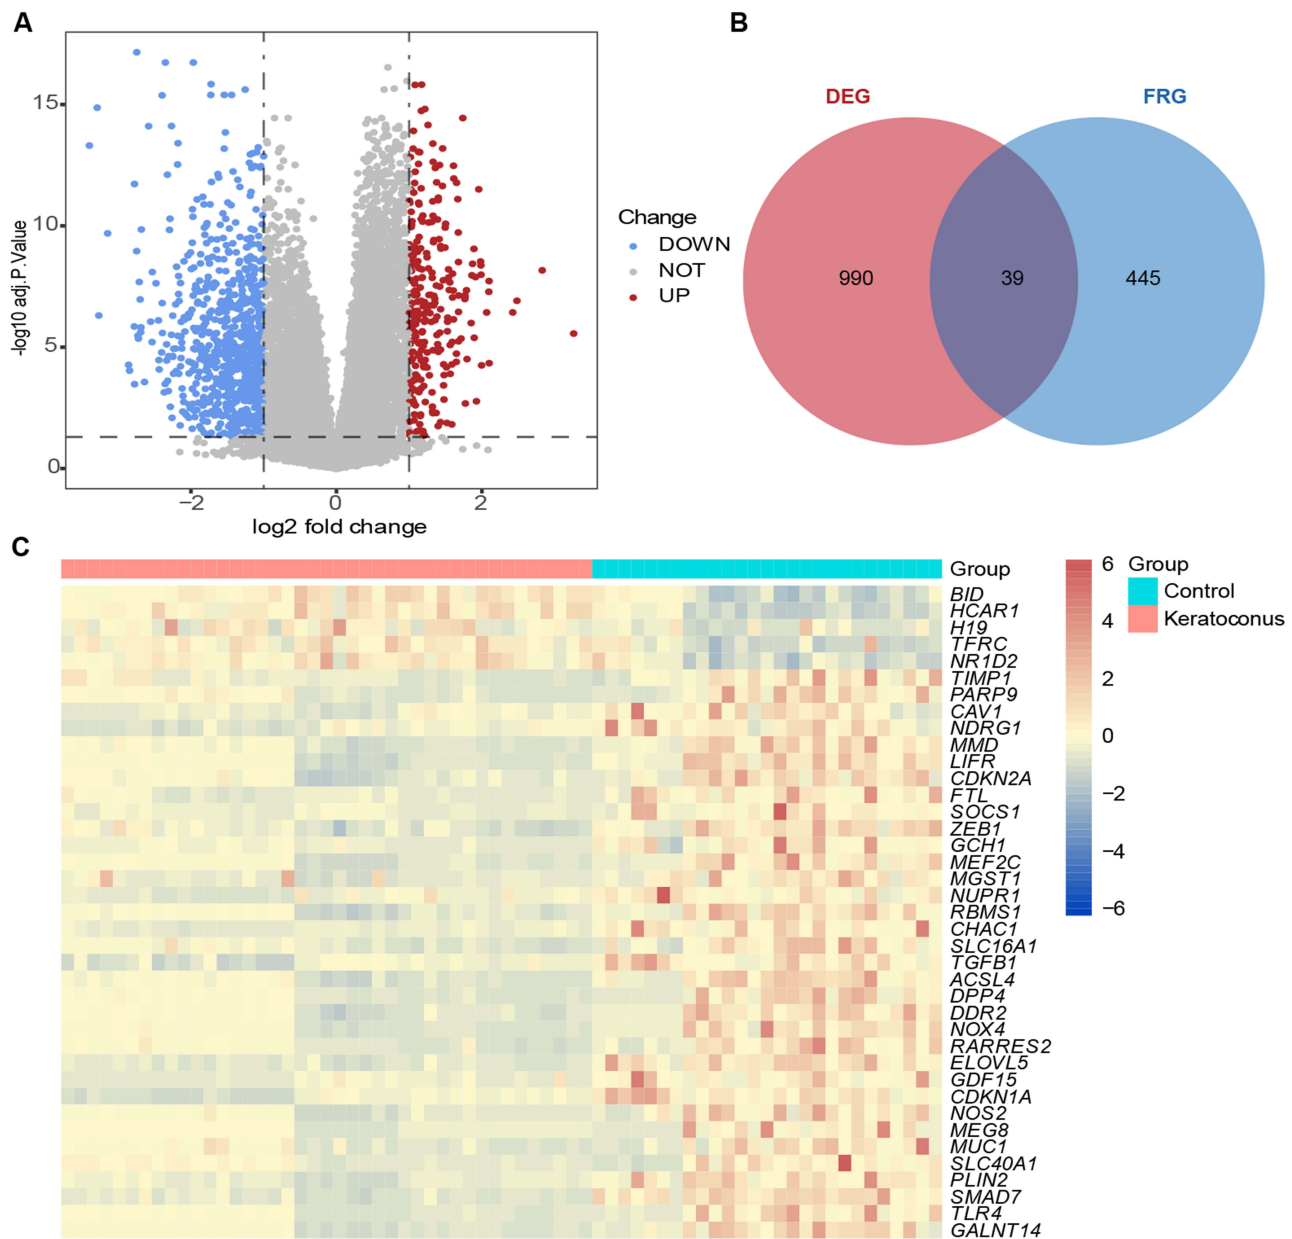 A
15
10
5
0
-log10 adj.P.Value
−2
0
2
log2 fold change
Change
DOWN
NOT
UP
B
DEG
FRG
990
39
445
C
Group
BID
HCAR1
H19
TFRC
NR1D2
TIMP1
PARP9
CAV1
NDRG1
MMD
LIFR
CDKN2A
FTL
SOCS1
ZEB1
GCH1
MEF2C
MGST1
NUPR1
RBMS1
CHAC1
SLC16A1
TGFB1
ACSL4
DPP4
DDR2
NOX4
RARRES2
ELOVL5
GDF15
CDKN1A
NOS2
MEG8
MUC1
SLC40A1
PLIN2
SMAD7
TLR4
GALNT14
6
4
2
0
−2
−4
−6
Group
Control
Keratoconus